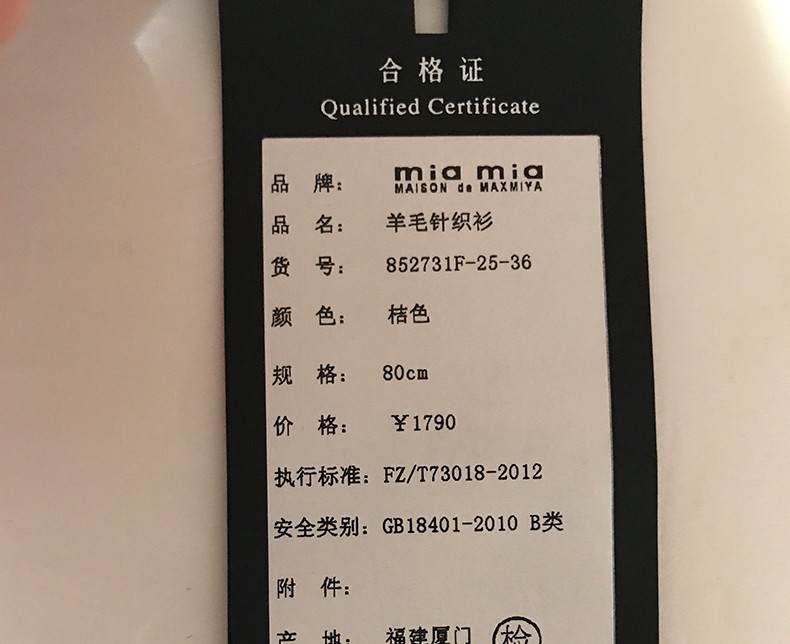 合格证
Qualified Certificate
品 牌: mia mia
MAISON de MAXMIYA
品 名: 羊毛针织衫
货 号: 852731F-25-36
颜 色: 桔色
规 格: 80cm
价 格: ¥1790
执行标准: FZ/T73018-2012
安全类别: GB18401-2010 B类
附 件:
产 地: 福建厦门 检